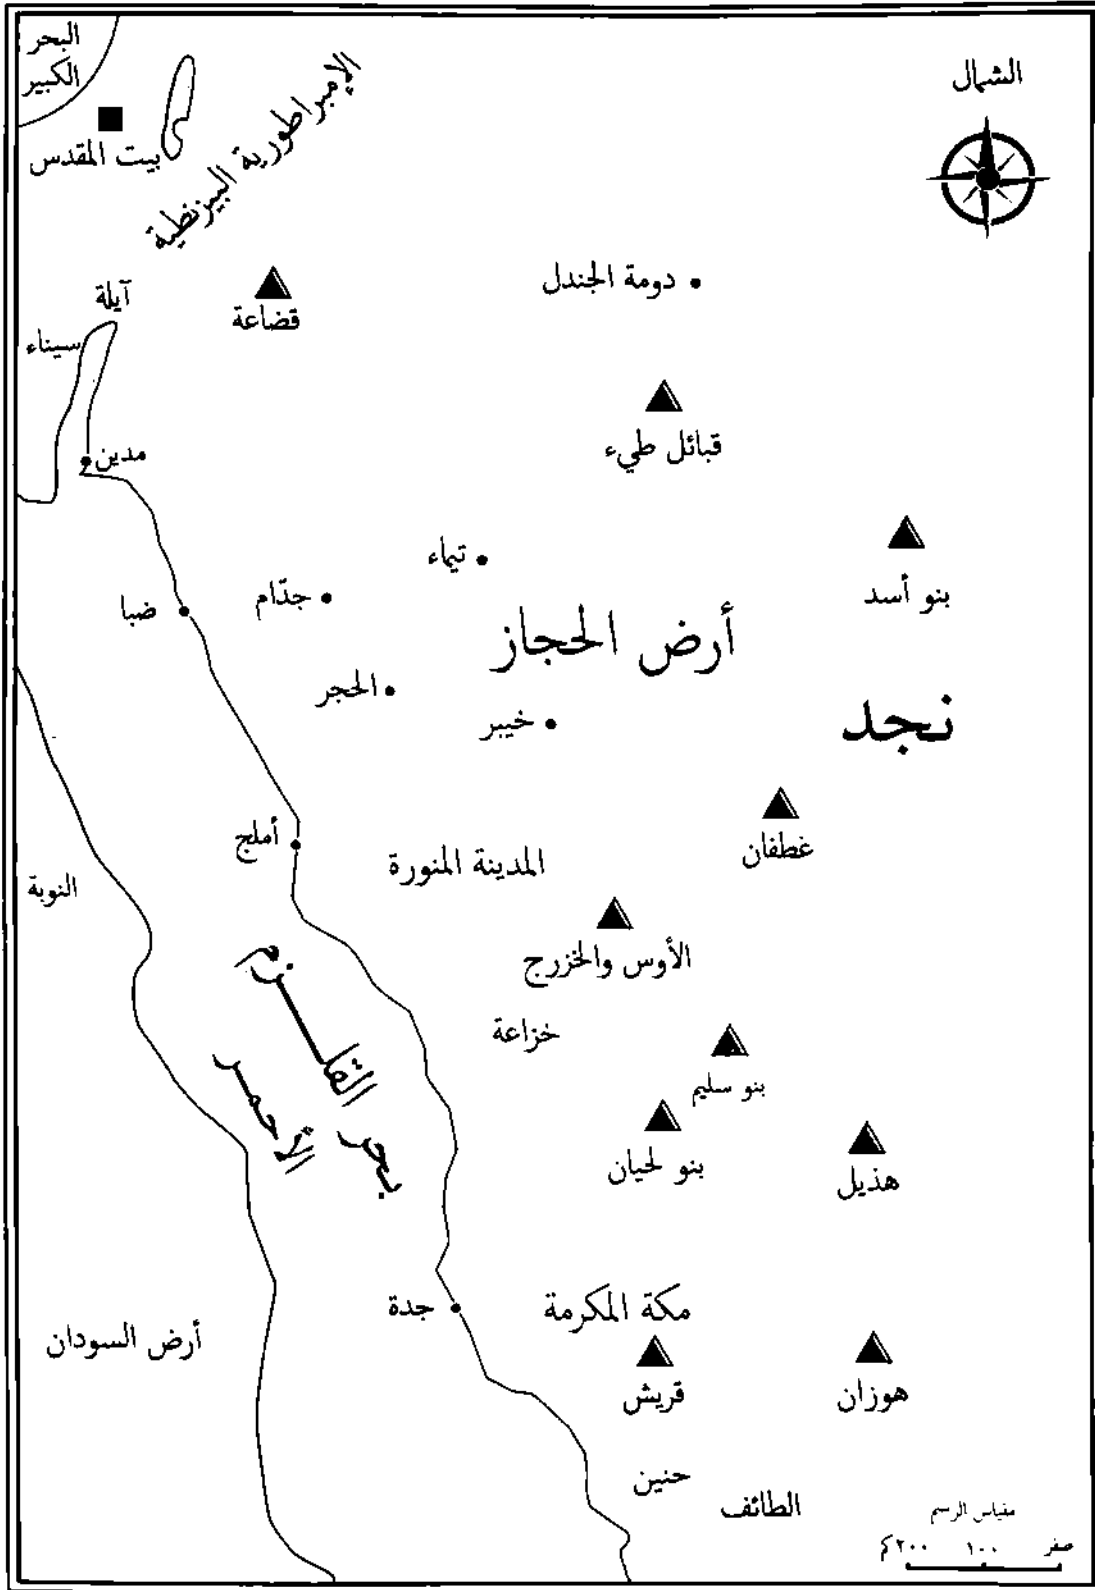 البحر
الكبير
الشمال
بيت المقدس
الإمبراطورية البيزنطية
آيلة
سيناء
قضاعة
دومة الجندل
قبائل طيء
مدين
تيماء
بنو أسد
ضبا
جدّام
أرض الحجاز
الحجر
خيبر
نجد
أملج
المدينة المنورة
غطفان
النوبة
الأوس والخزرج
خزاعة
بحر القلزم
الأحمر
بنو سليم
بنو لحيان
هذيل
جدة
مكة المكرمة
أرض السودان
قريش
هوزان
حنين
الطائف
مقياس الرسم
صفر ١٠٠ ٢٠٠كم